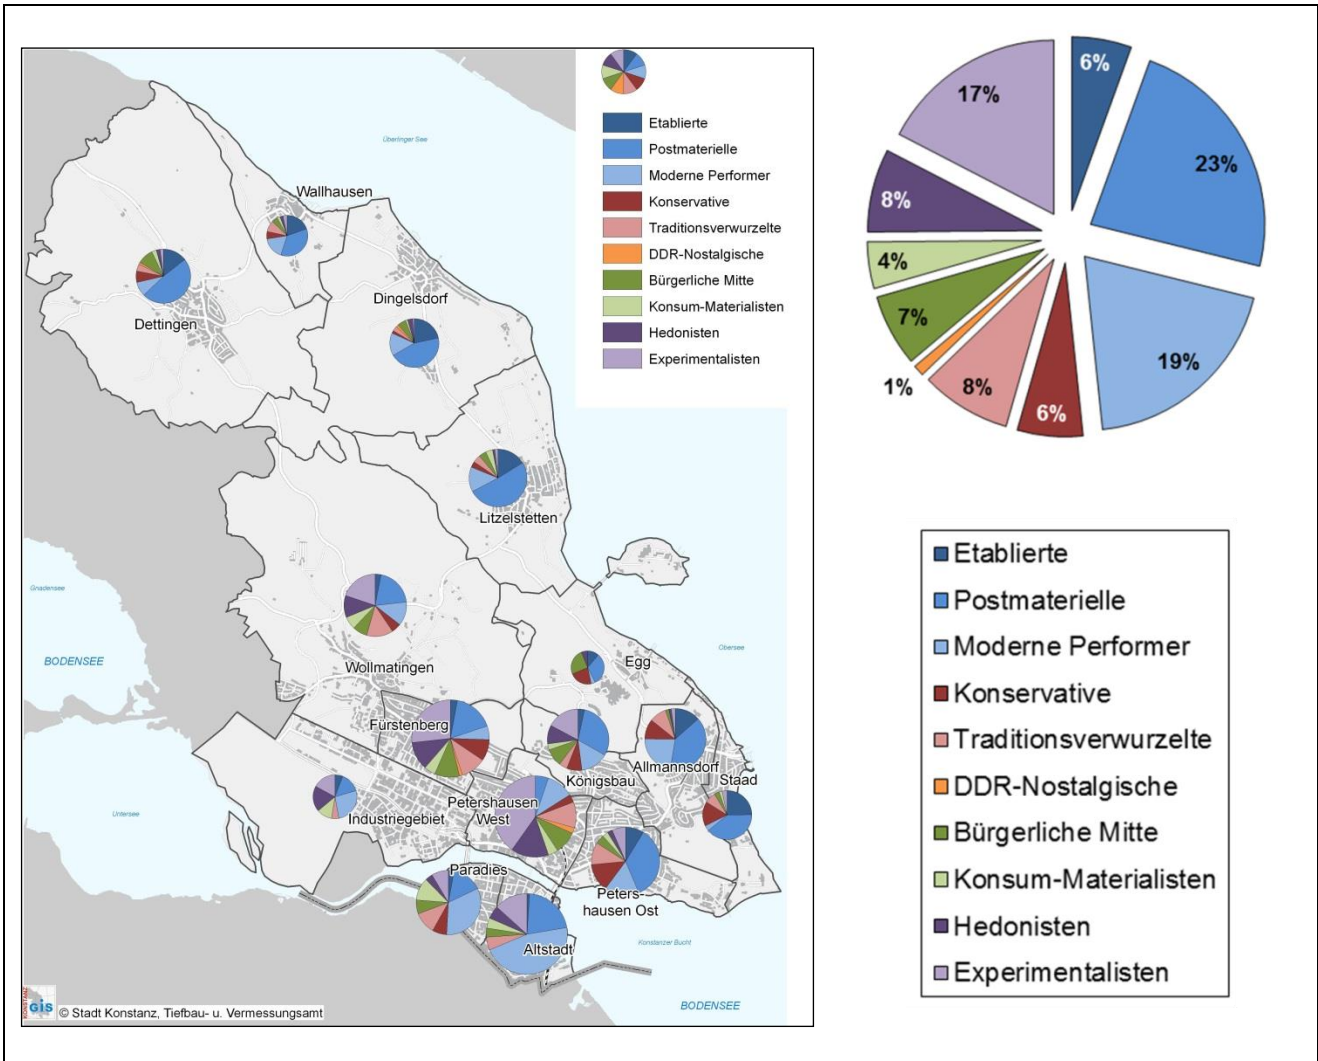 Überlinger See
Etablierte
Postmaterielle
Moderne Performer
Konservative
Traditionsverwurzelte
DDR-Nostalgische
Bürgerliche Mitte
Konsum-Materialisten
Hedonisten
Experimentalisten
Wallhausen
Dettingen
Dingelsdorf
Litzelstetten
Gnadensee
BODENSEE
Wollmatingen
Egg
Obersee
Fürstenberg
Königsbau
Allmannsdorf
Staad
Untersee
Industriegebiet
Petershausen
West
Paradies
Peters-
hausen Ost
Altstadt
Konstanzer Bucht
BODENSEE
KONSTANZ
GIS
© Stadt Konstanz, Tiefbau- u. Vermessungsamt
6%
23%
19%
6%
8%
1%
7%
4%
8%
17%
Etablierte
Postmaterielle
Moderne Performer
Konservative
Traditionsverwurzelte
DDR-Nostalgische
Bürgerliche Mitte
Konsum-Materialisten
Hedonisten
Experimentalisten